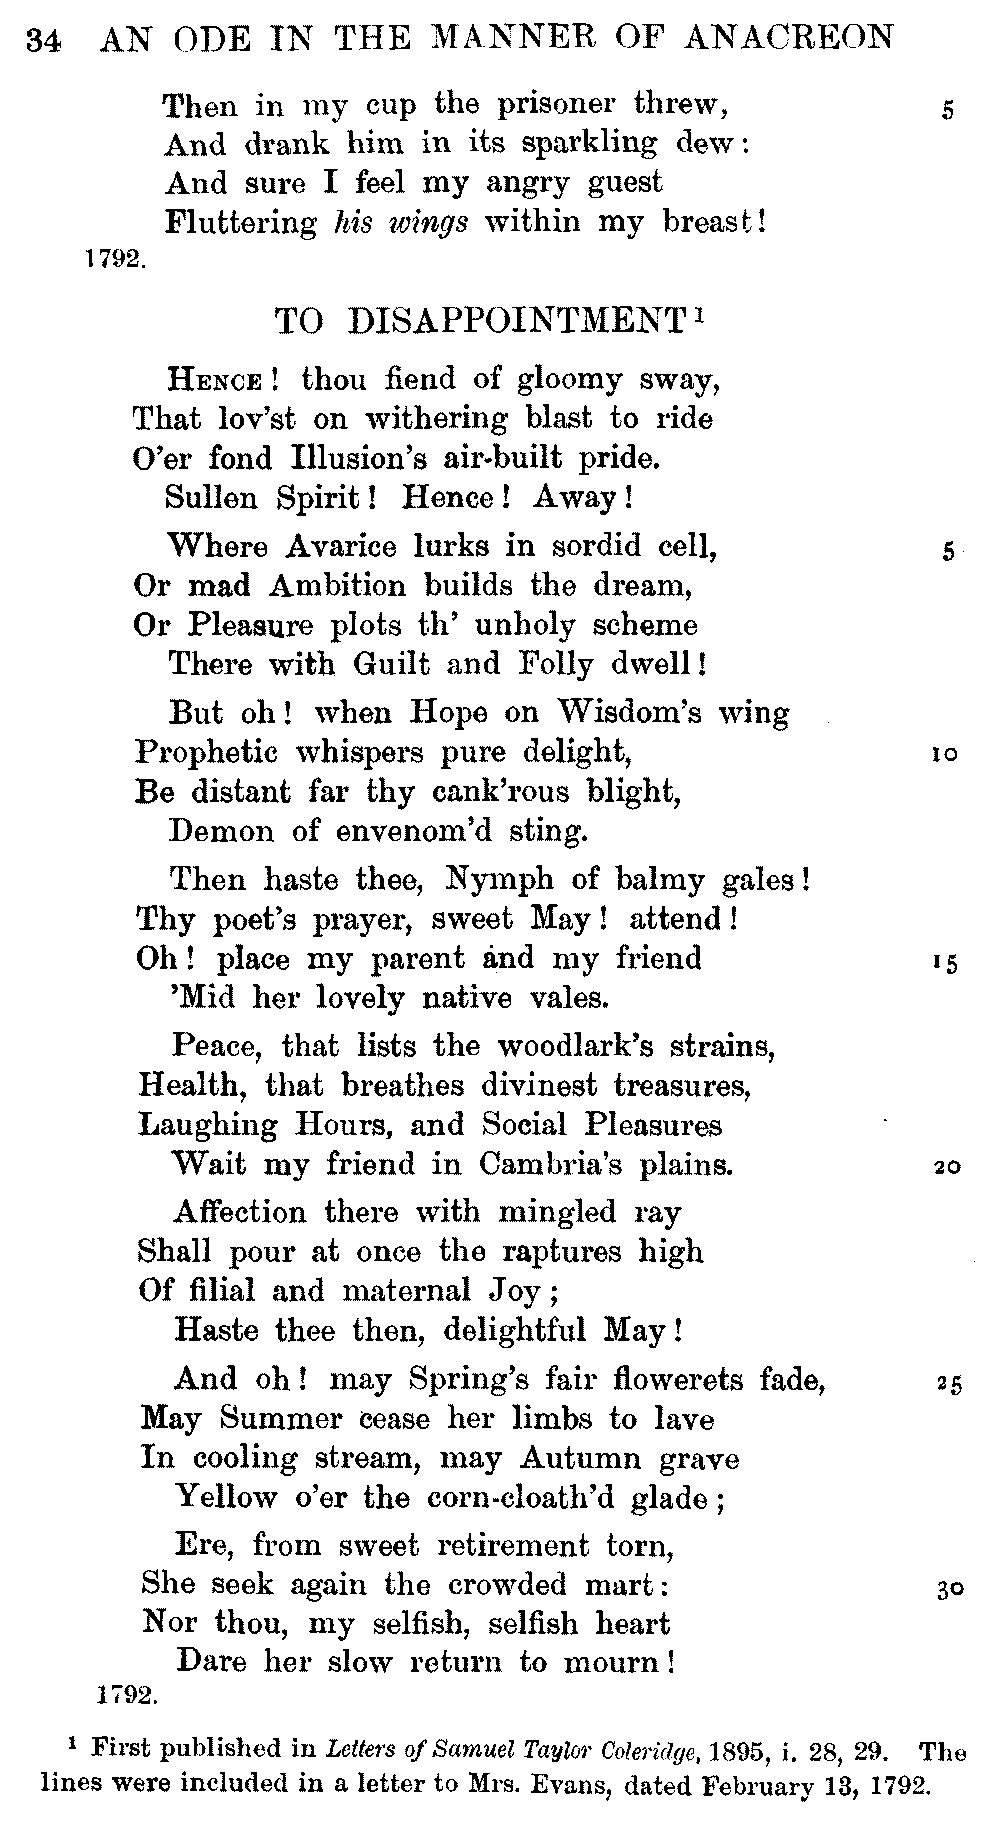 34 AN ODE IN THE MANNER OF ANACREON
Then in my cup the prisoner threw, 5
And drank him in its sparkling dew:
And sure I feel my angry guest
Fluttering his wings within my breast!
1792.
TO DISAPPOINTMENT¹
HENCE! thou fiend of gloomy sway,
That lov'st on withering blast to ride
O'er fond Illusion's air-built pride.
Sullen Spirit! Hence! Away!
Where Avarice lurks in sordid cell, 5
Or mad Ambition builds the dream,
Or Pleasure plots th' unholy scheme
There with Guilt and Folly dwell!
But oh! when Hope on Wisdom's wing
Prophetic whispers pure delight, 10
Be distant far thy cank'rous blight,
Demon of envenom'd sting.
Then haste thee, Nymph of balmy gales!
Thy poet's prayer, sweet May! attend!
Oh! place my parent and my friend 15
'Mid her lovely native vales.
Peace, that lists the woodlark's strains,
Health, that breathes divinest treasures,
Laughing Hours, and Social Pleasures
Wait my friend in Cambria's plains. 20
Affection there with mingled ray
Shall pour at once the raptures high
Of filial and maternal Joy;
Haste thee then, delightful May!
And oh! may Spring's fair flowerets fade, 25
May Summer cease her limbs to lave
In cooling stream, may Autumn grave
Yellow o'er the corn-cloath'd glade;
Ere, from sweet retirement torn,
She seek again the crowded mart: 30
Nor thou, my selfish, selfish heart
Dare her slow return to mourn!
1792.
¹ First published in Letters of Samuel Taylor Coleridge, 1895, i. 28, 29. The
lines were included in a letter to Mrs. Evans, dated February 13, 1792.